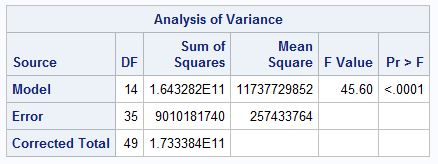 Analysis of Variance
Source DF Sum of Squares Mean Square F Value Pr > F
Model 14 1.643282E11 11737729852 45.60 <.0001
Error 35 9010181740 257433764
Corrected Total 49 1.733384E11